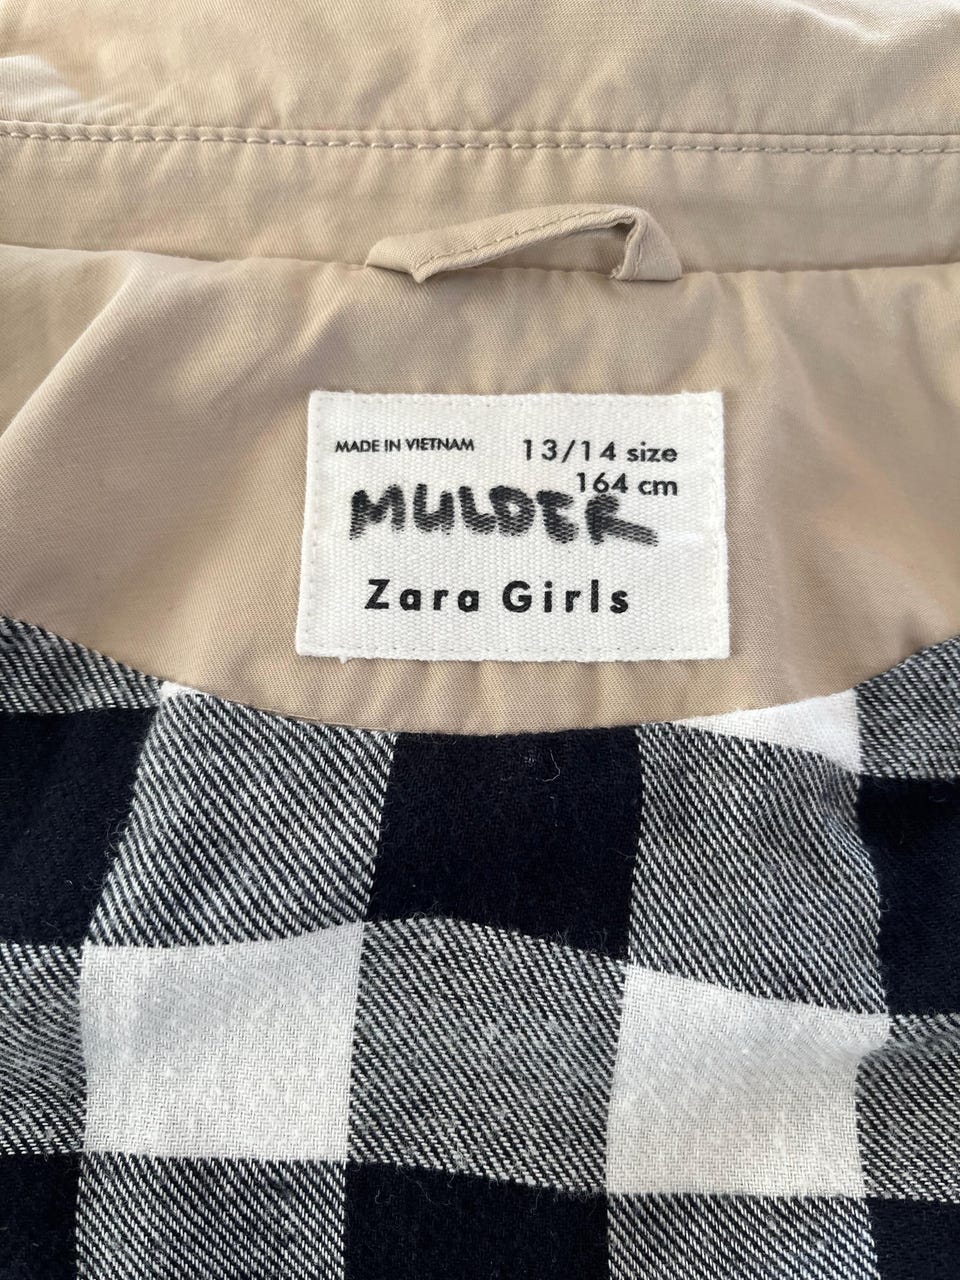 MADE IN VIETNAM 13/14 size
164 cm
MULDER
Zara Girls